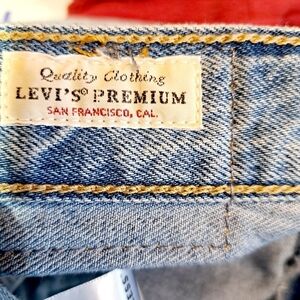 Quality Clothing
LEVI'S® PREMIUM
SAN FRANCISCO, CAL.